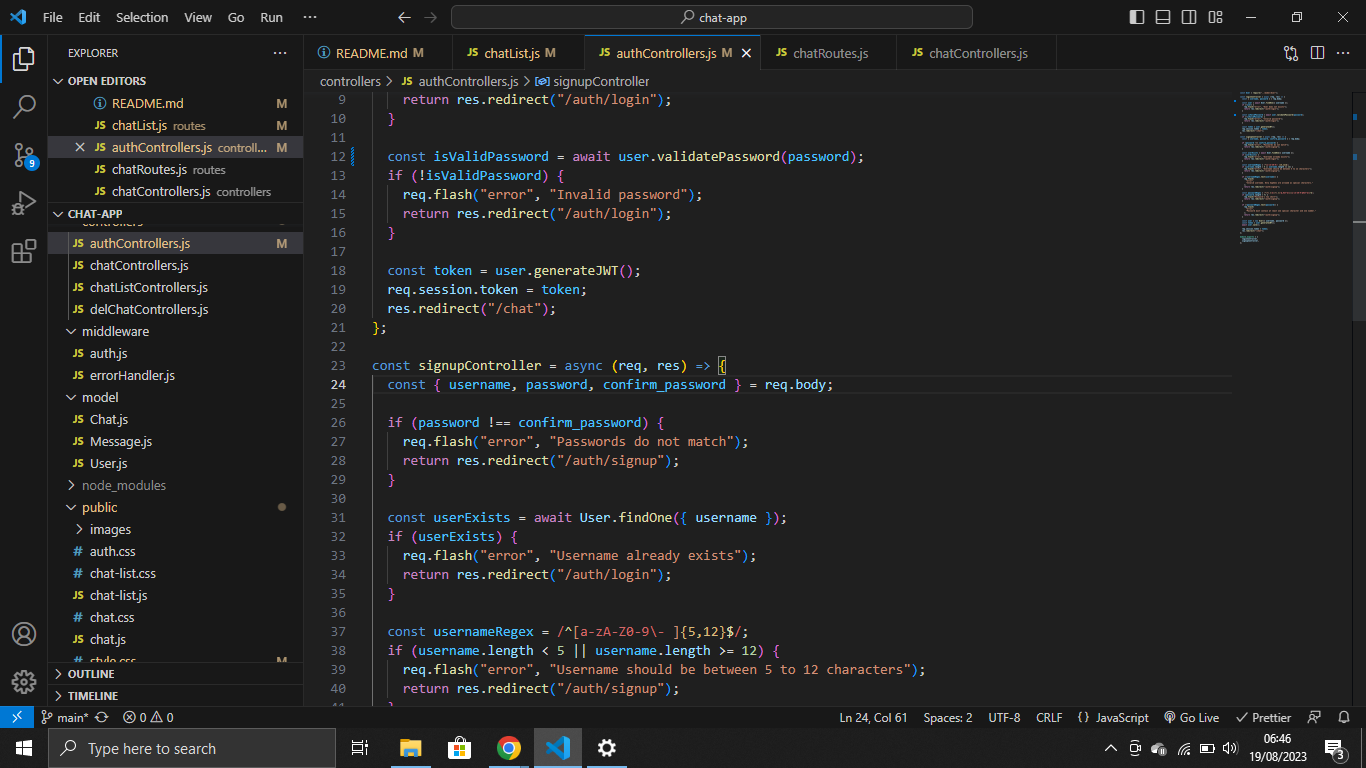 File Edit Selection View Go Run ··· chat-app
EXPLORER ···
OPEN EDITORS
README.md M
chatList.js routes M
authControllers.js controll... M
chatRoutes.js routes
chatControllers.js controllers
CHAT-APP
controllers
JS authControllers.js M
JS chatControllers.js
JS chatListControllers.js
JS delChatControllers.js
middleware
JS auth.js
JS errorHandler.js
model
JS Chat.js
JS Message.js
JS User.js
node_modules
public
images
# auth.css
# chat-list.css
JS chat-list.js
# chat.css
JS chat.js
# style.css M
OUTLINE
TIMELINE
README.md M JS chatList.js M JS authControllers.js M JS chatRoutes.js JS chatControllers.js
controllers > JS authControllers.js > signupController
9 return res.redirect("/auth/login");
10 }
11
12 const isValidPassword = await user.validatePassword(password);
13 if (!isValidPassword) {
14 req.flash("error", "Invalid password");
15 return res.redirect("/auth/login");
16 }
17
18 const token = user.generateJWT();
19 req.session.token = token;
20 res.redirect("/chat");
21 };
22
23 const signupController = async (req, res) => {
24 const { username, password, confirm_password } = req.body;
25
26 if (password !== confirm_password) {
27 req.flash("error", "Passwords do not match");
28 return res.redirect("/auth/signup");
29 }
30
31 const userExists = await User.findOne({ username });
32 if (userExists) {
33 req.flash("error", "Username already exists");
34 return res.redirect("/auth/login");
35 }
36
37 const usernameRegex = /^[a-zA-Z0-9\- ]{5,12}$/;
38 if (username.length < 5 || username.length >= 12) {
39 req.flash("error", "Username should be between 5 to 12 characters");
40 return res.redirect("/auth/signup");
41 }
9
main* 0 0 Ln 24, Col 61 Spaces: 2 UTF-8 CRLF {} JavaScript Go Live Prettier
Type here to search
06:46
19/08/2023
3